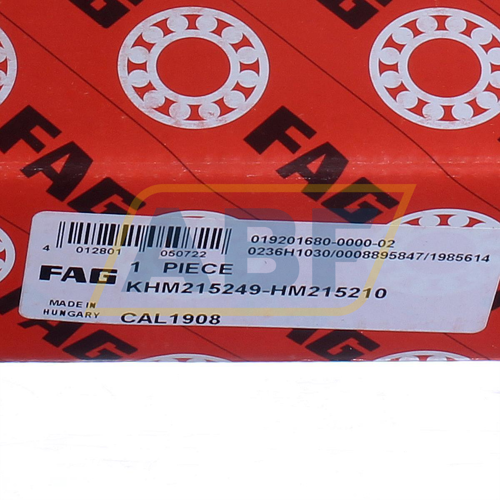 FAG
FAG
FAG
4 012801 050722
019201680-0000-02
0236H1030/0008895847/1985614
FAG 1 PIECE
KHM215249-HM215210
MADE IN
HUNGARY
CAL1908
ABF
FAG
FAG